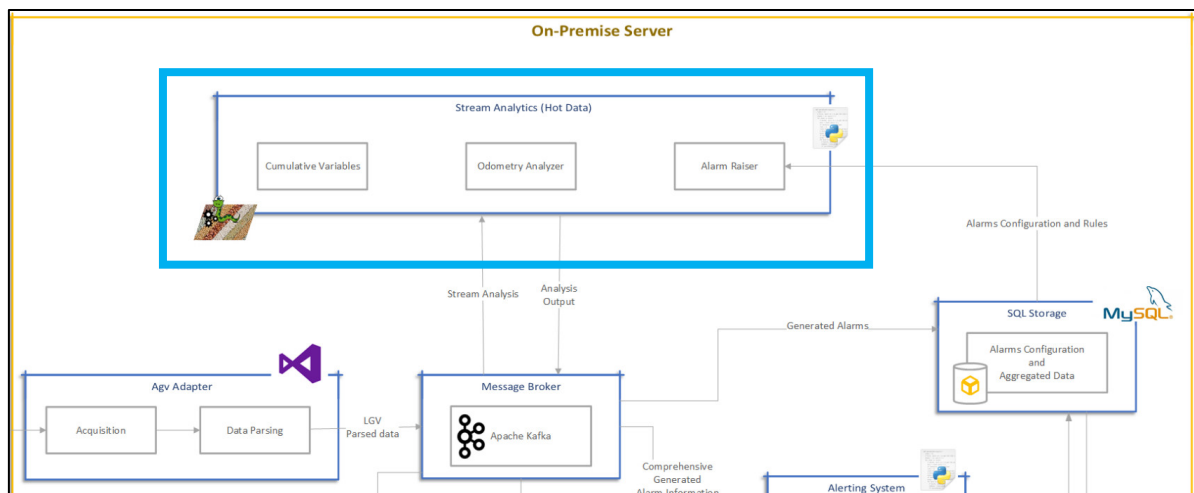 On-Premise Server
Stream Analytics (Hot Data)
Cumulative Variables
Odometry Analyzer
Alarm Raiser
Alarms Configuration and Rules
Stream Analysis
Analysis
Output
Generated Alarms
SQL Storage
MySQL
Alarms Configuration
and
Aggregated Data
Agv Adapter
Acquisition
Data Parsing
LGV
Parsed data
Message Broker
Apache Kafka
Comprehensive
Generated
Alarm Information
Alerting System